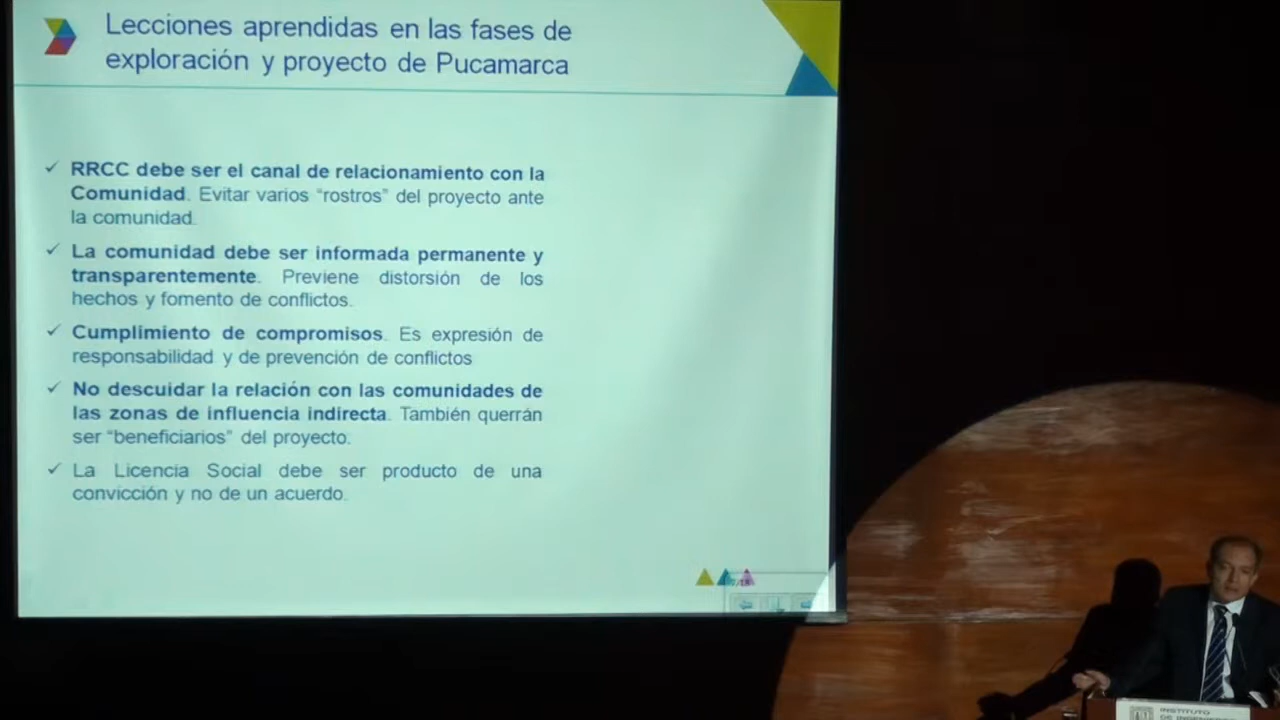 Lecciones aprendidas en las fases de
exploración y proyecto de Pucamarca
✓ RRCC debe ser el canal de relacionamiento con la
Comunidad. Evitar varios “rostros” del proyecto ante
la comunidad.
✓ La comunidad debe ser informada permanente y
transparentemente. Previene distorsión de los
hechos y fomento de conflictos.
✓ Cumplimiento de compromisos. Es expresión de
responsabilidad y de prevención de conflictos
✓ No descuidar la relación con las comunidades de
las zonas de influencia indirecta. También querrán
ser “beneficiarios” del proyecto.
✓ La Licencia Social debe ser producto de una
convicción y no de un acuerdo.
INSTITUTO